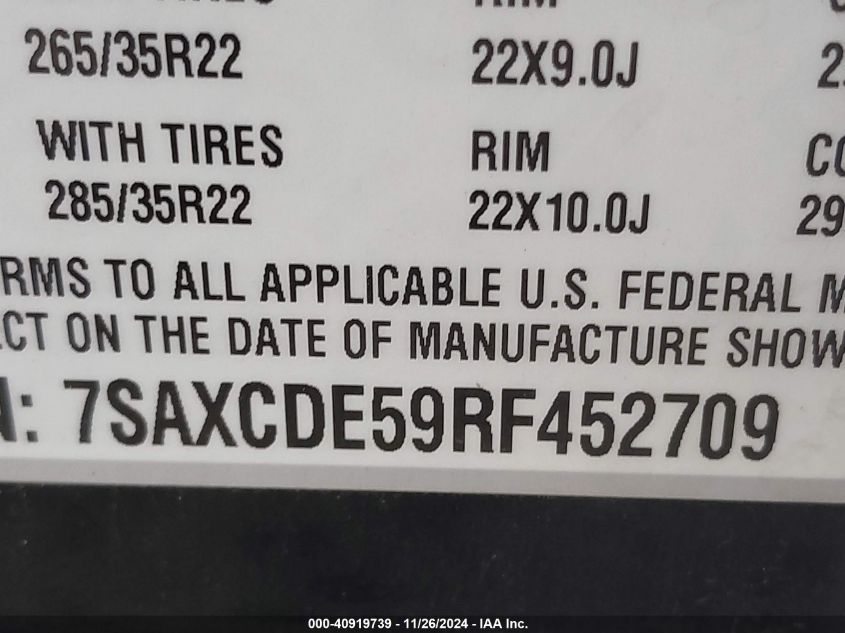 265/35R22 22X9.0J
WITH TIRES RIM
285/35R22 22X10.0J 29
RMS TO ALL APPLICABLE U.S. FEDERAL M
CT ON THE DATE OF MANUFACTURE SHOW
: 7SAXCDE59RF452709
000-40919739 - 11/26/2024 - IAA Inc.